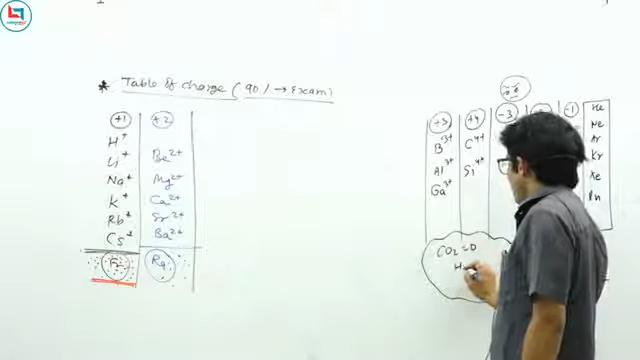 * Table of charge (90% → Exam)
+1 +2
H⁺
Li⁺ Be²⁺
Na⁺ Mg²⁺
K⁺ Ca²⁺
Rb⁺ Sr²⁺
Cs⁺ Ba²⁺
Fr Ra
+3 +4 -3 -1
B³⁺ C⁴⁺
Al³⁺ Si⁴⁺
Ga³⁺
He
Ne
Ar
Kr
Xe
Rn
CO₂ = 0
H